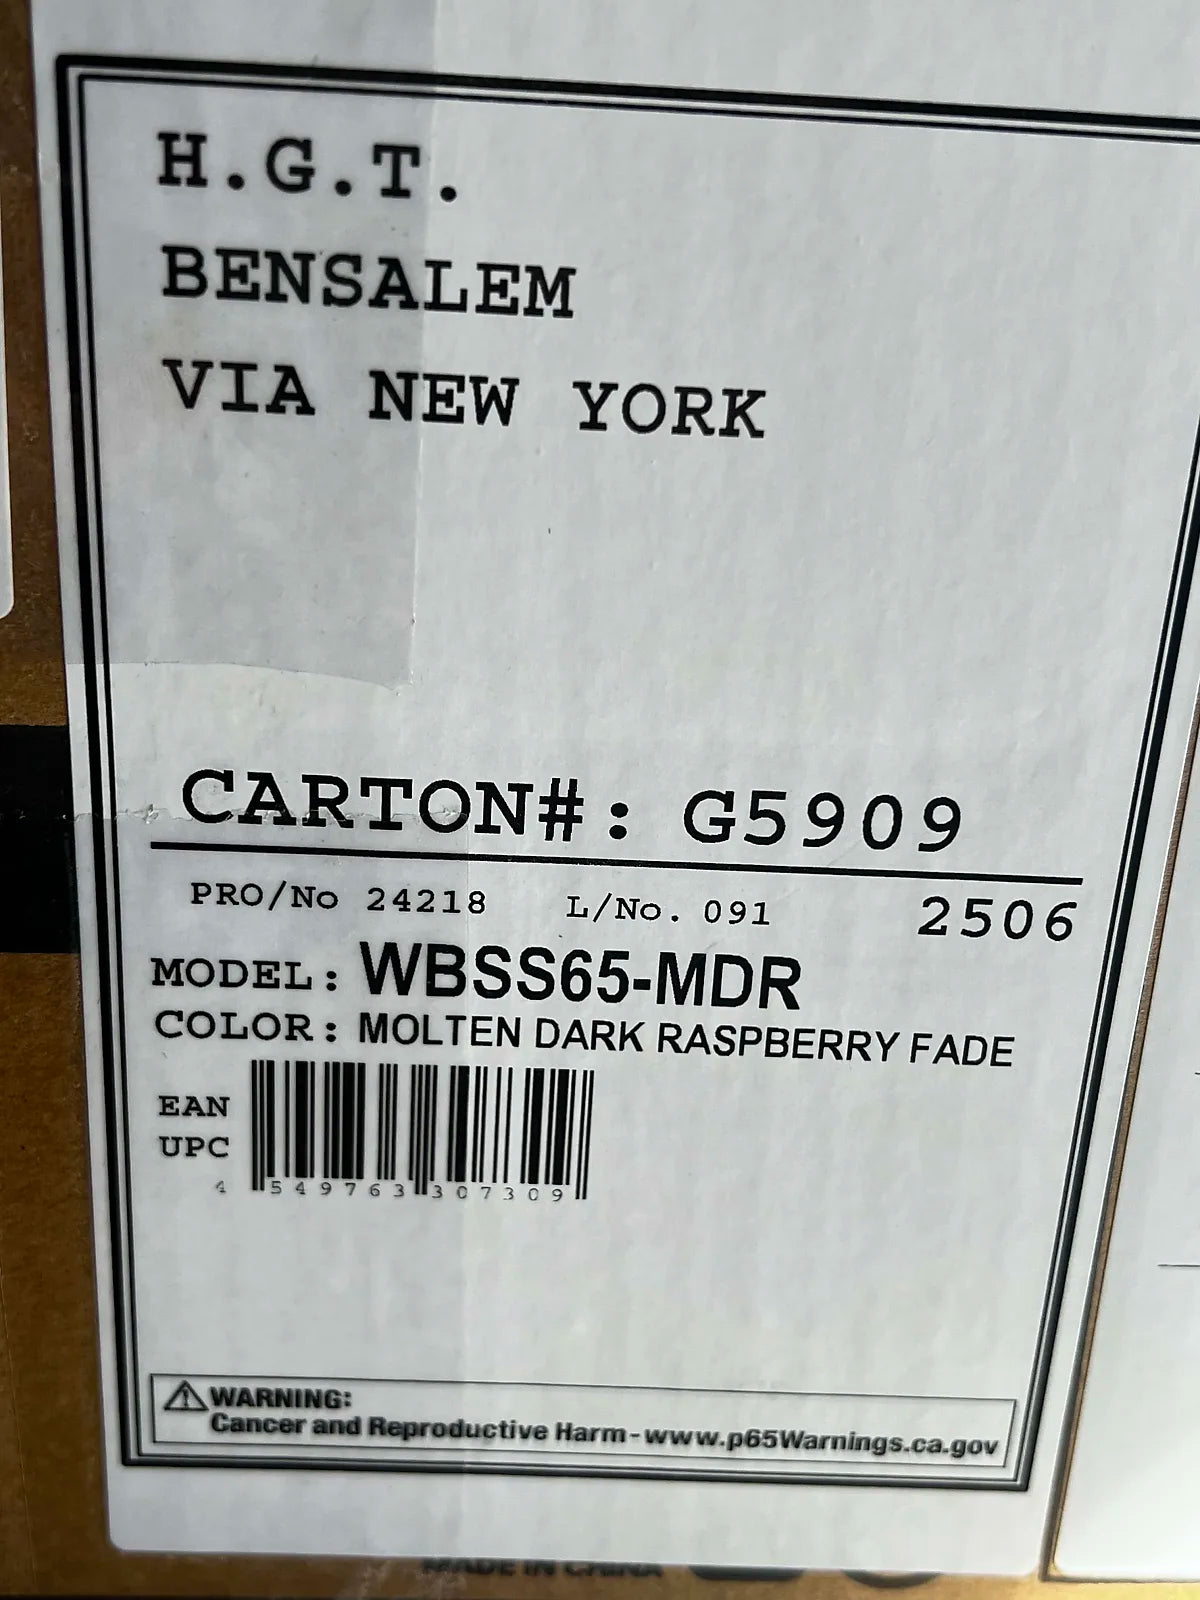 H.G.T.
BENSALEM
VIA NEW YORK
CARTON#: G5909
PRO/No 24218 L/No. 091 2506
MODEL: WBSS65-MDR
COLOR: MOLTEN DARK RASPBERRY FADE
EAN
UPC
4 549763 307309
WARNING:
Cancer and Reproductive Harm-www.p65Warnings.ca.gov
MADE IN CHINA